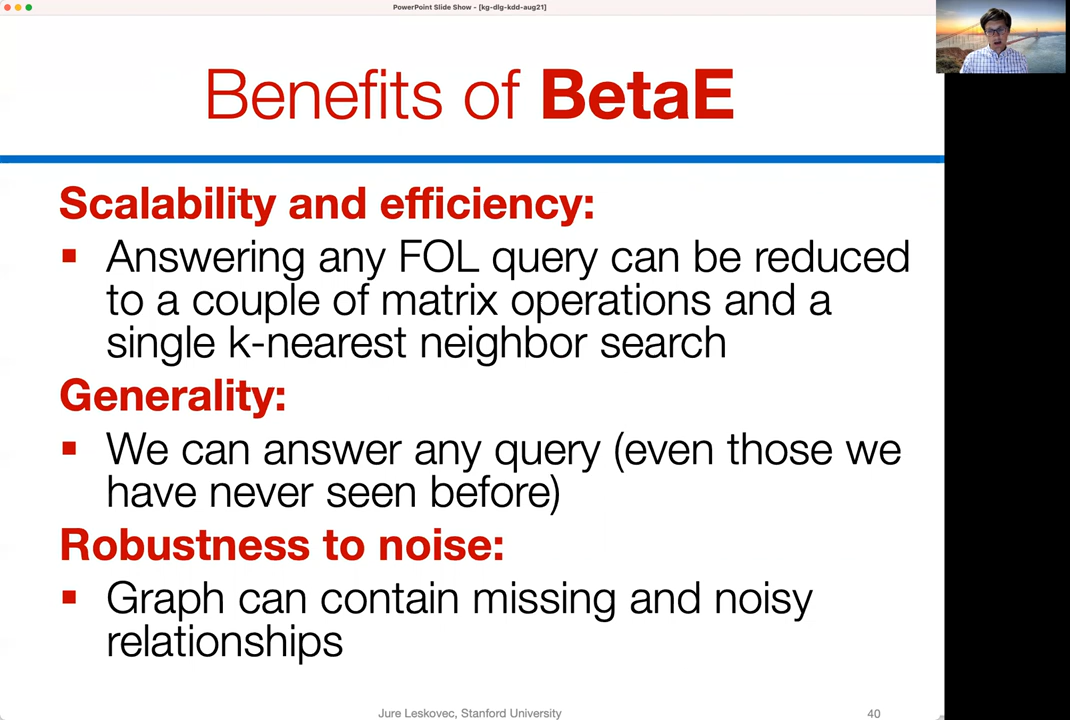 PowerPoint Slide Show - [kg-dlg-kdd-aug21]
Benefits of BetaE
Scalability and efficiency:
▪ Answering any FOL query can be reduced
to a couple of matrix operations and a
single k-nearest neighbor search
Generality:
▪ We can answer any query (even those we
have never seen before)
Robustness to noise:
▪ Graph can contain missing and noisy
relationships
Jure Leskovec, Stanford University
40